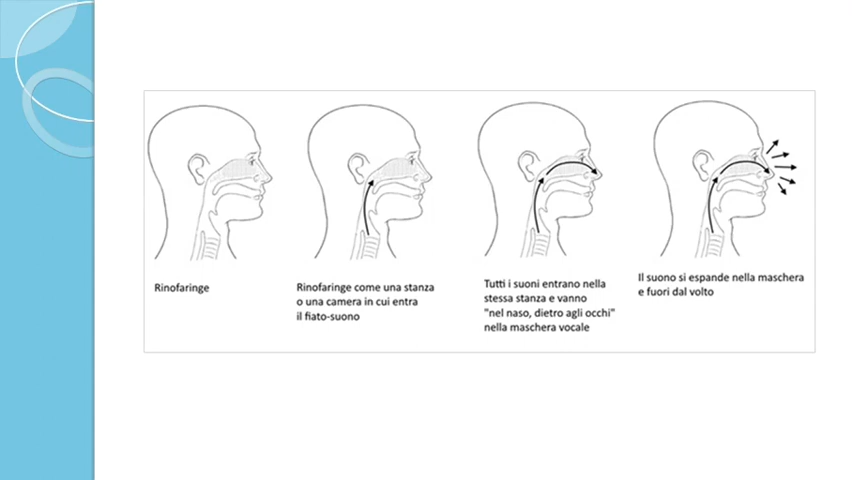 Rinofaringe
Rinofaringe come una stanza
o una camera in cui entra
il fiato-suono
Tutti i suoni entrano nella
stessa stanza e vanno
"nel naso, dietro agli occhi"
nella maschera vocale
Il suono si espande nella maschera
e fuori dal volto